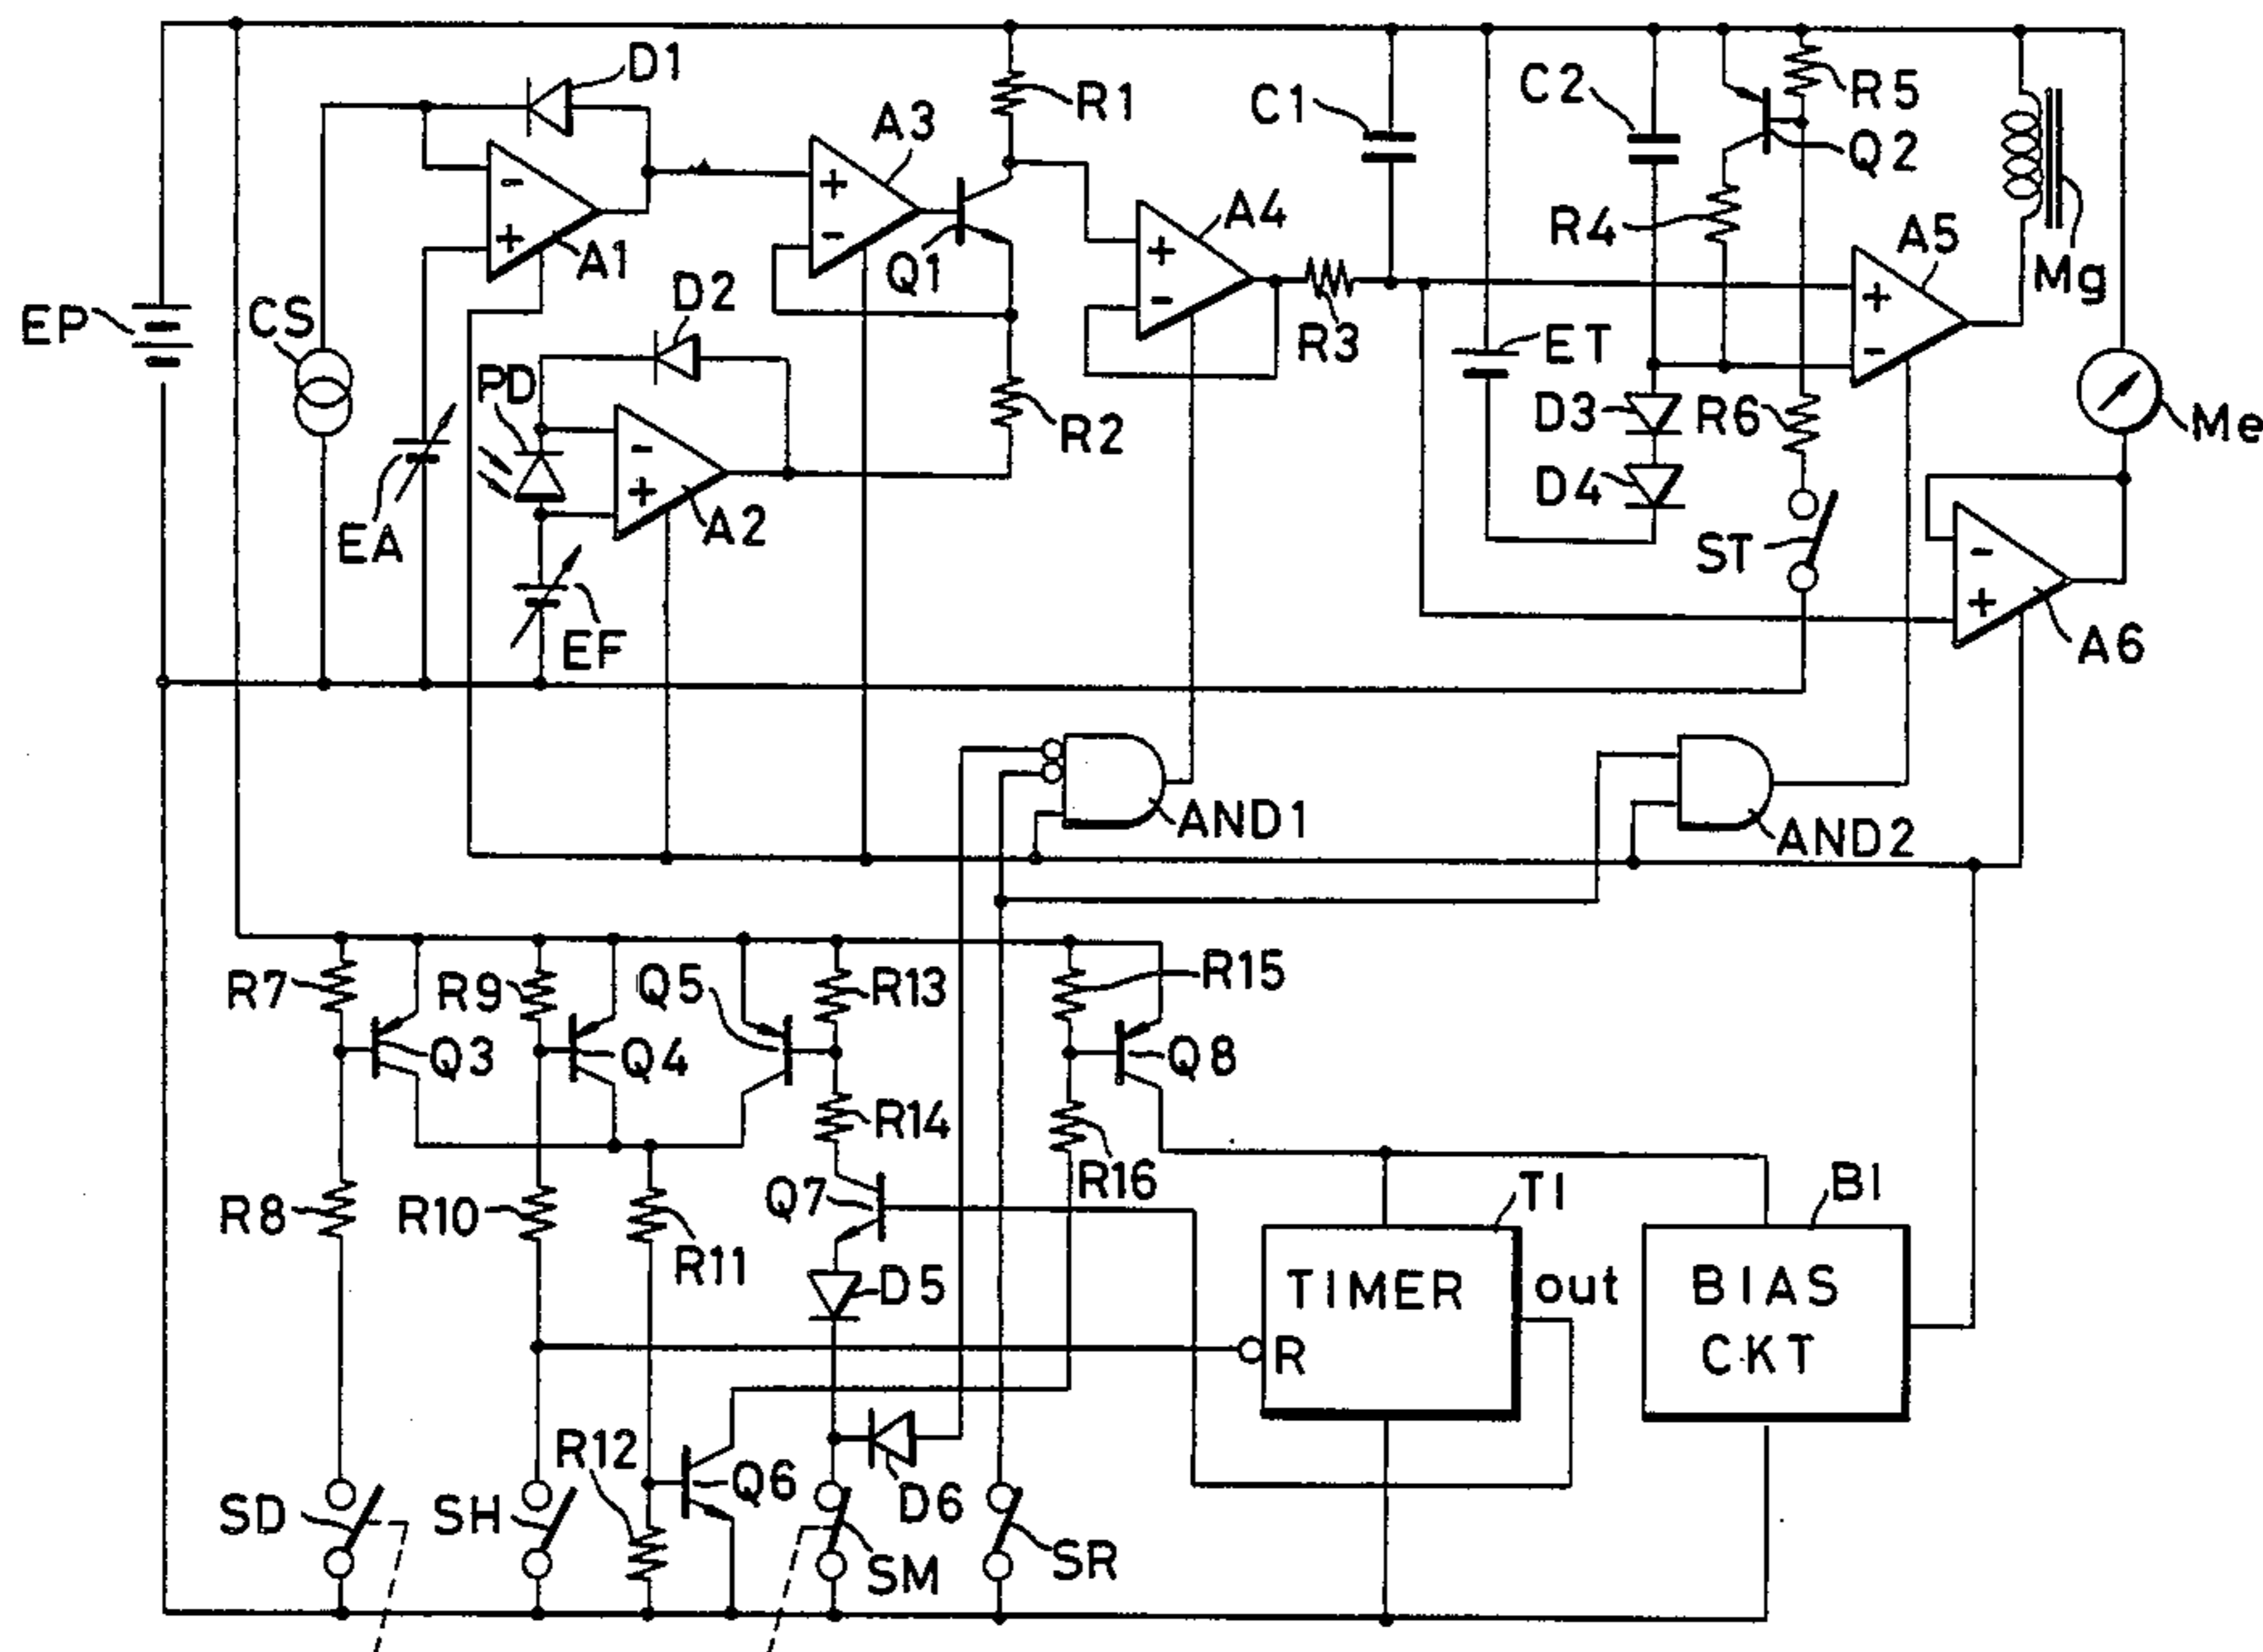 D1
R1
A3
C1
C2
R5
Q2
EP
CS
A1
D2
Q1
A4
R4
A5
Mg
PD
R3
ET
R2
D3
R6
Me
EA
A2
D4
ST
EF
A6
AND1
AND2
R7
R9
Q5
R13
R15
Q3
Q4
Q8
R14
R8
R10
Q7
R16
T1
B1
R11
D5
TIMER
out
BIAS
CKT
R
R12
Q6
D6
SD
SH
SM
SR
+
-
+
-
+
-
+
-
+
-
+
-